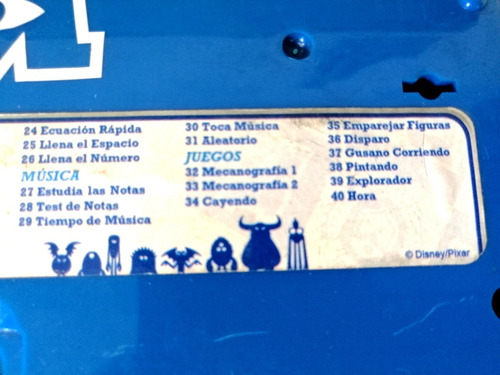 24 Ecuación Rápida
25 Llena el Espacio
26 Llena el Número
MÚSICA
27 Estudia las Notas
28 Test de Notas
29 Tiempo de Música
30 Toca Música
31 Aleatorio
JUEGOS
32 Mecanografía 1
33 Mecanografía 2
34 Cayendo
35 Emparejar Figuras
36 Disparo
37 Gusano Corriendo
38 Pintando
39 Explorador
40 Hora
© Disney/Pixar